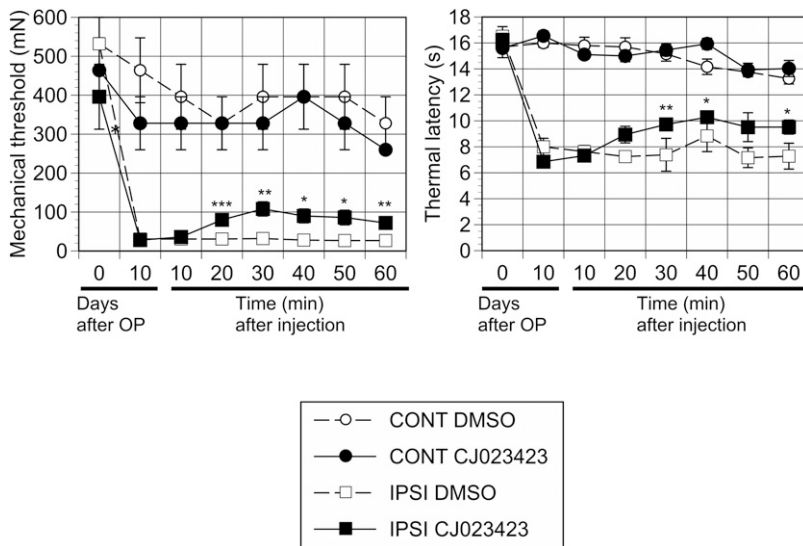 Mechanical threshold (mN)
600
500
400
300
200
100
0
*
***
**
*
*
**
0 10 10 20 30 40 50 60
Days
after OP
Time (min)
after injection
Thermal latency (s)
18
16
14
12
10
8
6
4
2
0
**
*
*
0 10 10 20 30 40 50 60
Days
after OP
Time (min)
after injection
CONT DMSO
CONT CJ023423
IPSI DMSO
IPSI CJ023423